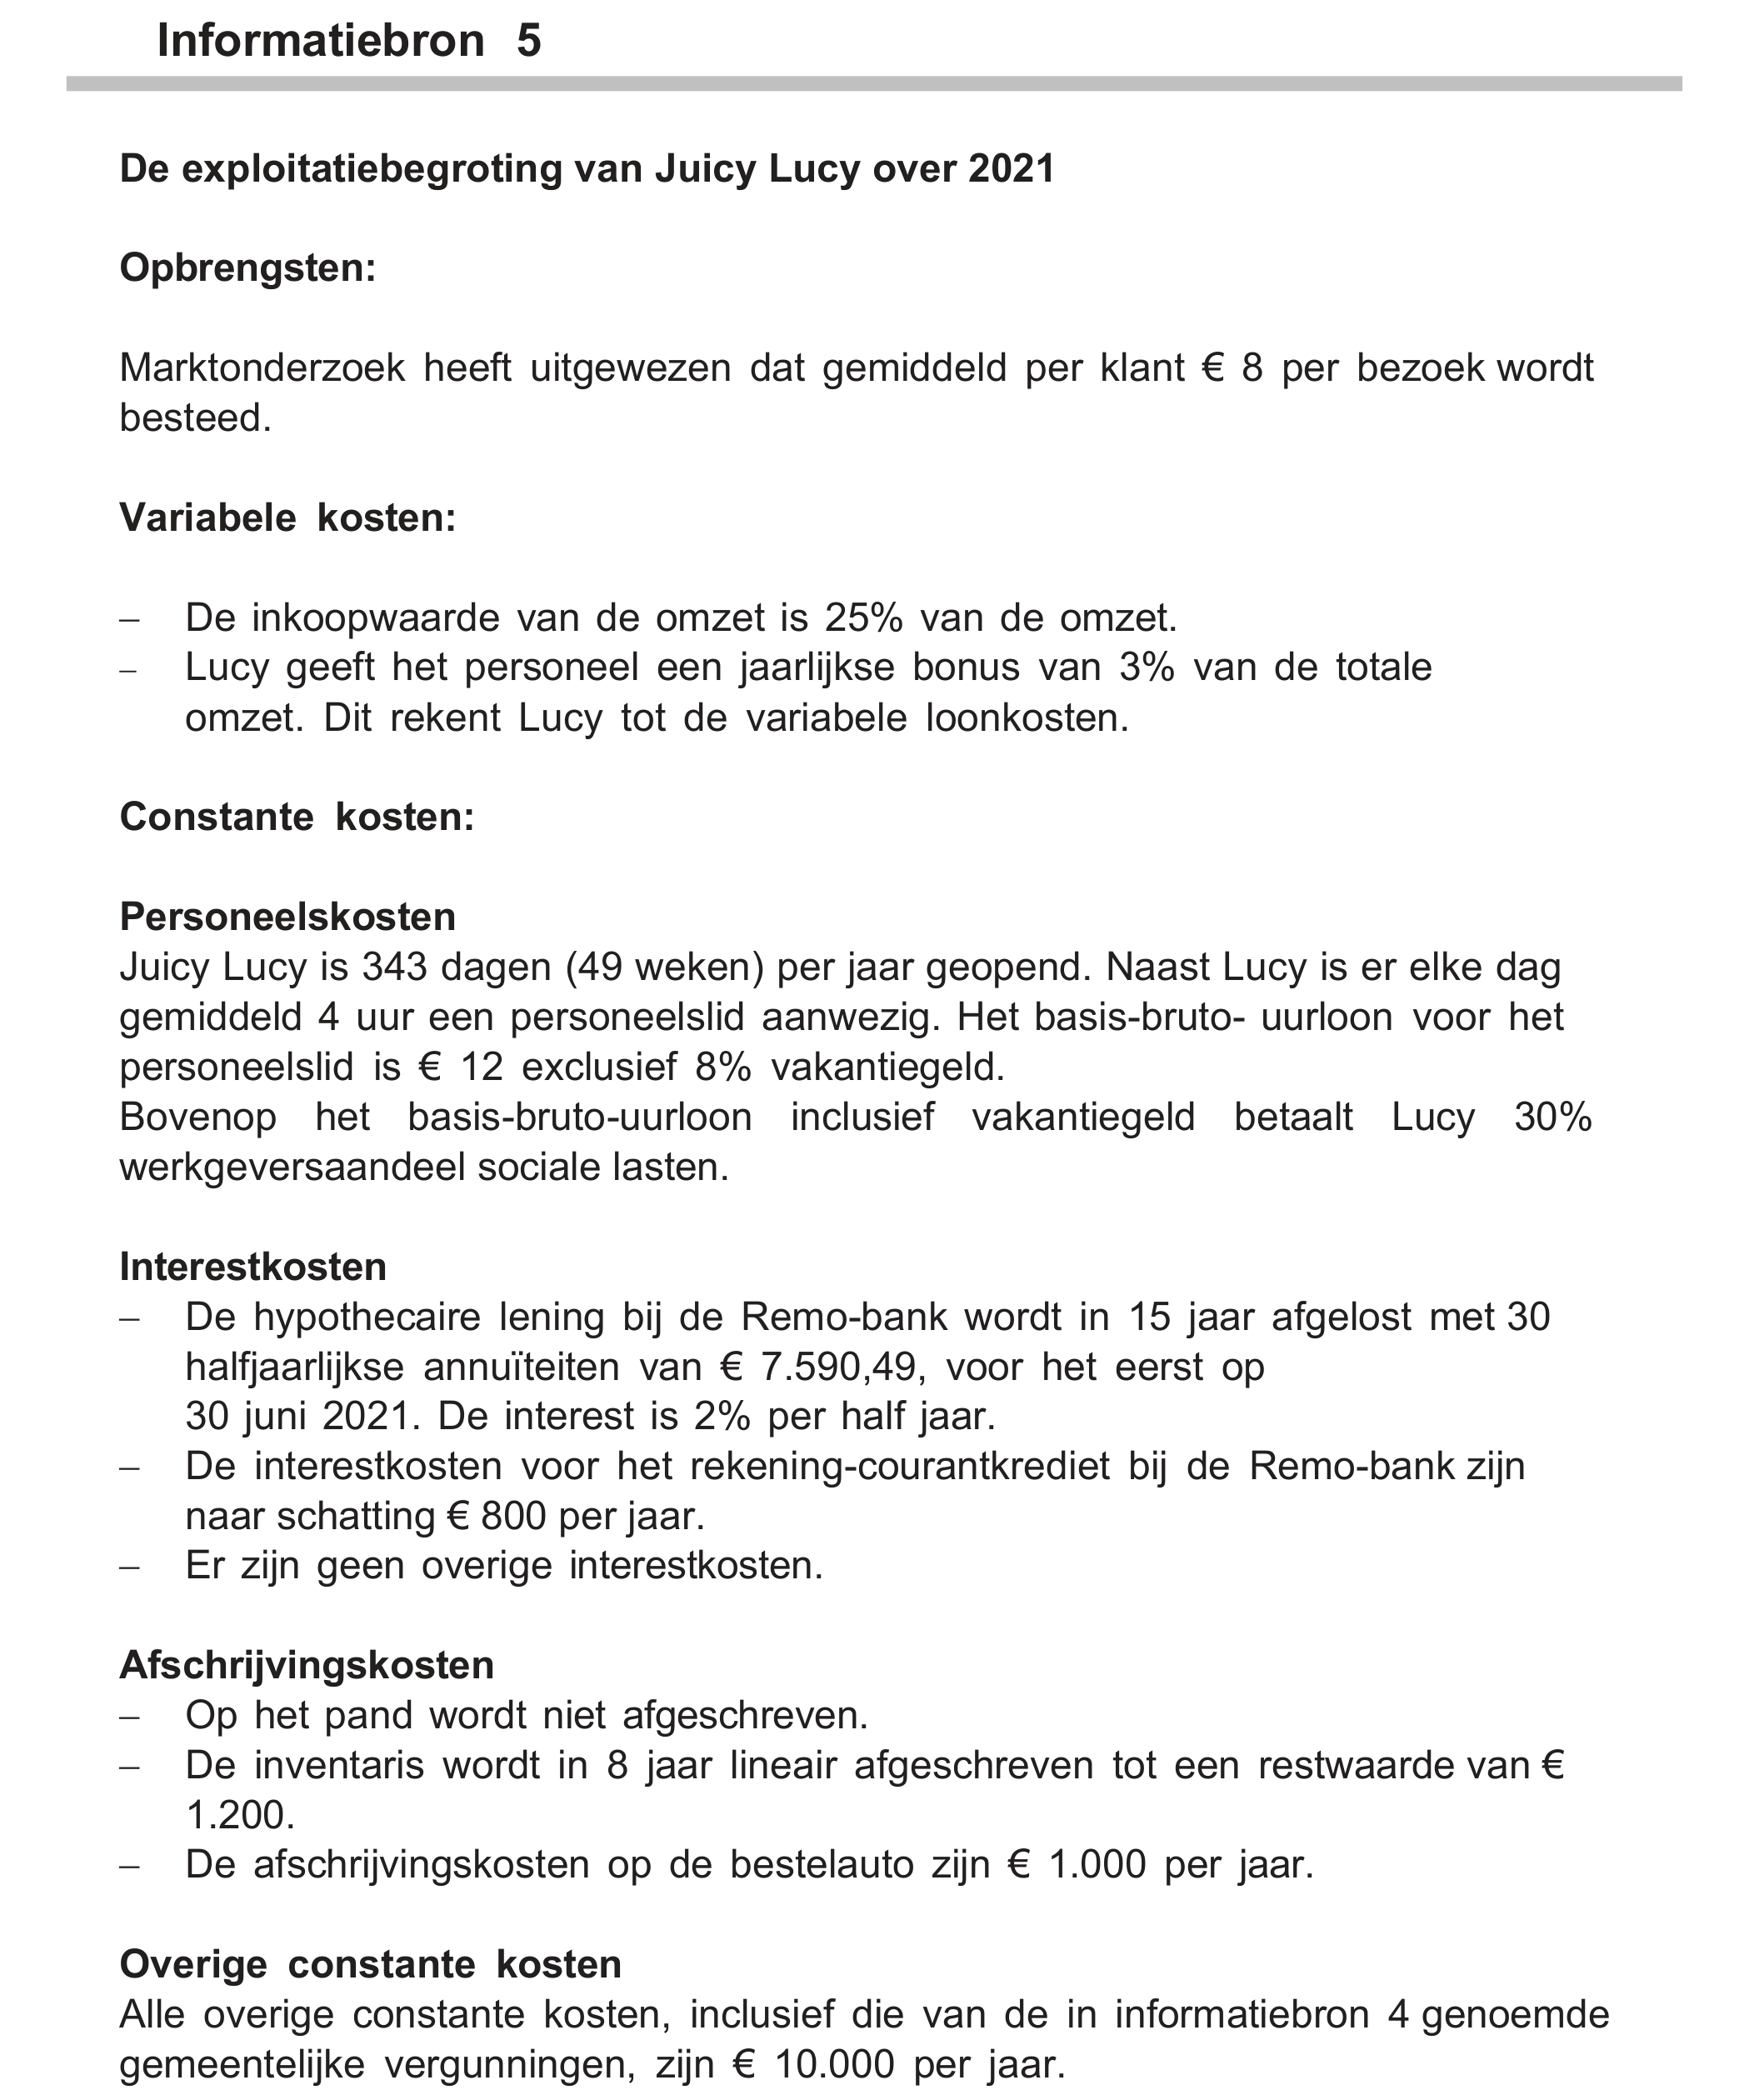 Informatiebron 5
De exploitatiebegroting van Juicy Lucy over 2021
Opbrengsten:
Marktonderzoek heeft uitgewezen dat gemiddeld per klant € 8 per bezoek wordt
besteed.
Variabele kosten:
– De inkoopwaarde van de omzet is 25% van de omzet.
– Lucy geeft het personeel een jaarlijkse bonus van 3% van de totale
omzet. Dit rekent Lucy tot de variabele loonkosten.
Constante kosten:
Personeelskosten
Juicy Lucy is 343 dagen (49 weken) per jaar geopend. Naast Lucy is er elke dag
gemiddeld 4 uur een personeelslid aanwezig. Het basis-bruto- uurloon voor het
personeelslid is € 12 exclusief 8% vakantiegeld.
Bovenop het basis-bruto-uurloon inclusief vakantiegeld betaalt Lucy 30%
werkgeversaandeel sociale lasten.
Interestkosten
– De hypothecaire lening bij de Remo-bank wordt in 15 jaar afgelost met 30
halfjaarlijkse annuïteiten van € 7.590,49, voor het eerst op
30 juni 2021. De interest is 2% per half jaar.
– De interestkosten voor het rekening-courantkrediet bij de Remo-bank zijn
naar schatting € 800 per jaar.
– Er zijn geen overige interestkosten.
Afschrijvingskosten
– Op het pand wordt niet afgeschreven.
– De inventaris wordt in 8 jaar lineair afgeschreven tot een restwaarde van €
1.200.
– De afschrijvingskosten op de bestelauto zijn € 1.000 per jaar.
Overige constante kosten
Alle overige constante kosten, inclusief die van de in informatiebron 4 genoemde
gemeentelijke vergunningen, zijn € 10.000 per jaar.